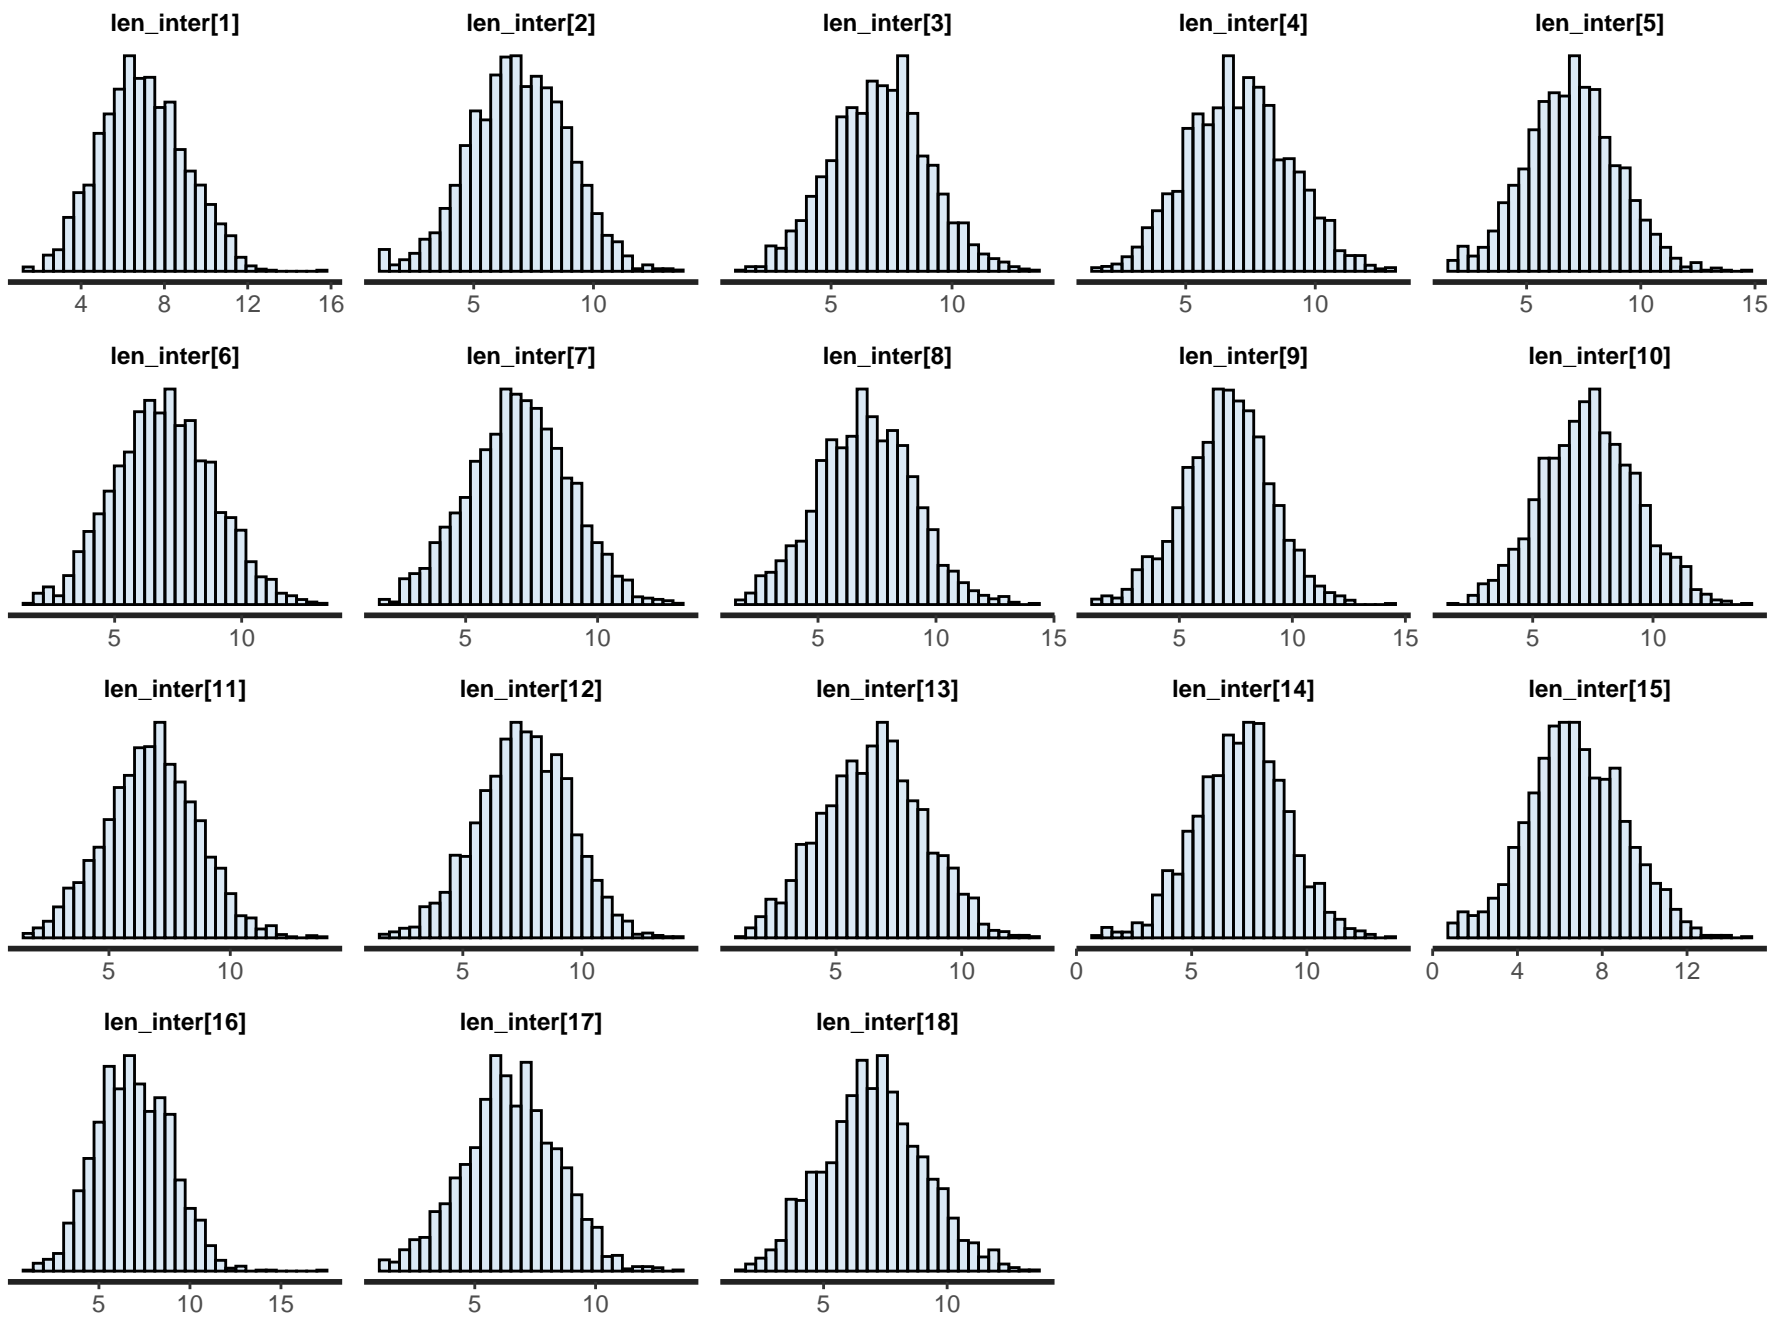 len_inter[1] len_inter[2] len_inter[3] len_inter[4] len_inter[5]
4 8 12 16 5 10 5 10 5 10 5 10 15
len_inter[6] len_inter[7] len_inter[8] len_inter[9] len_inter[10]
5 10 5 10 5 10 15 5 10 15 5 10
len_inter[11] len_inter[12] len_inter[13] len_inter[14] len_inter[15]
5 10 5 10 5 10 0 5 10 0 4 8 12
len_inter[16] len_inter[17] len_inter[18]
5 10 15 5 10 5 10